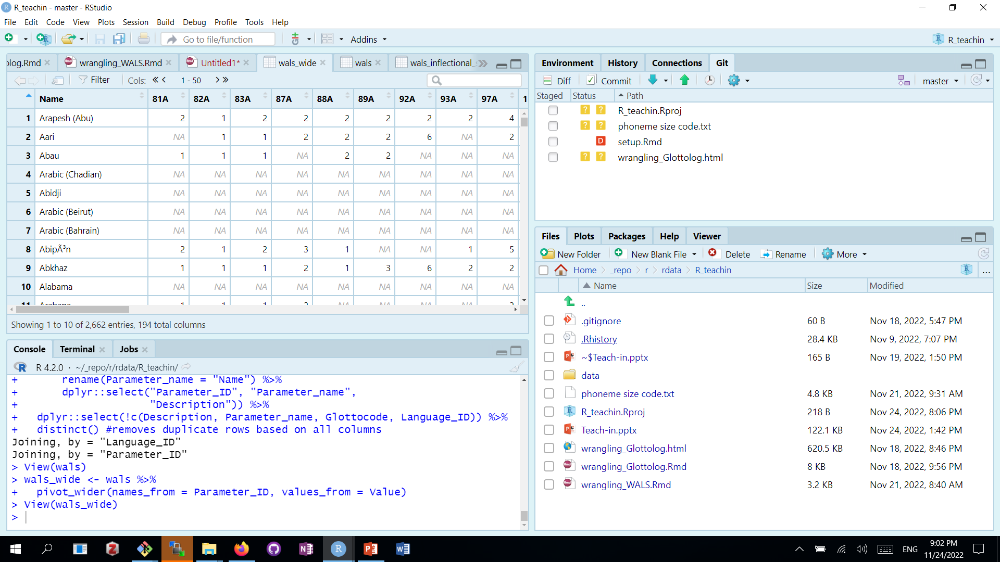 R_teachin - master - RStudio
File Edit Code View Plots Session Build Debug Profile Tools Help
Go to file/function Addins R_teachin
olog.Rmd wrangling_WALS.Rmd Untitled1* wals_wide wals wals_inflectional_
Filter Cols: 1 - 50
Name 81A 82A 83A 87A 88A 89A 92A 93A 97A 1
1 Arapesh (Abu) 2 1 2 2 2 2 2 2 4
2 Aari NA 1 1 2 2 2 6 NA 2
3 Abau 1 1 1 NA 2 2 NA NA NA
4 Arabic (Chadian) NA NA NA NA NA NA NA NA NA
5 Abidji NA NA NA NA NA NA NA NA NA
6 Arabic (Beirut) NA NA NA NA NA NA NA NA NA
7 Arabic (Bahrain) NA NA NA NA NA NA NA NA NA
8 AbipÃ³n 2 1 2 3 1 NA NA 1 5
9 Abkhaz 1 1 1 2 1 3 6 2 2
10 Alabama NA NA NA NA NA NA NA NA NA
11 Arabana 1 1 1 2 NA NA NA NA 2
Showing 1 to 10 of 2,662 entries, 194 total columns
Console Terminal Jobs
R 4.2.0 · ~/_repo/r/rdata/R_teachin/
+ rename(Parameter_name = "Name") %>%
+ dplyr::select("Parameter_ID", "Parameter_name",
+ "Description")) %>%
+ dplyr::select(!c(Description, Parameter_name, Glottocode, Language_ID)) %>%
+ distinct() #removes duplicate rows based on all columns
Joining, by = "Language_ID"
Joining, by = "Parameter_ID"
> View(wals)
> wals_wide <- wals %>%
+ pivot_wider(names_from = Parameter_ID, values_from = Value)
> View(wals_wide)
>
Environment History Connections Git
Diff Commit master
Staged Status Path
? ? R_teachin.Rproj
? ? phoneme size code.txt
D setup.Rmd
? ? wrangling_Glottolog.html
Files Plots Packages Help Viewer
New Folder New Blank File Delete Rename More
Home _repo r rdata R_teachin ...
Name Size Modified
..
.gitignore 60 B Nov 18, 2022, 5:47 PM
.Rhistory 28.4 KB Nov 9, 2022, 7:07 PM
~$Teach-in.pptx 165 B Nov 19, 2022, 1:50 PM
data
phoneme size code.txt 4.8 KB Nov 21, 2022, 9:31 AM
R_teachin.Rproj 218 B Nov 24, 2022, 8:06 PM
Teach-in.pptx 122.1 KB Nov 24, 2022, 1:42 PM
wrangling_Glottolog.html 620.5 KB Nov 18, 2022, 8:46 PM
wrangling_Glottolog.Rmd 8 KB Nov 18, 2022, 9:56 PM
wrangling_WALS.Rmd 3.2 KB Nov 21, 2022, 8:40 AM
ENG
9:02 PM
11/24/2022